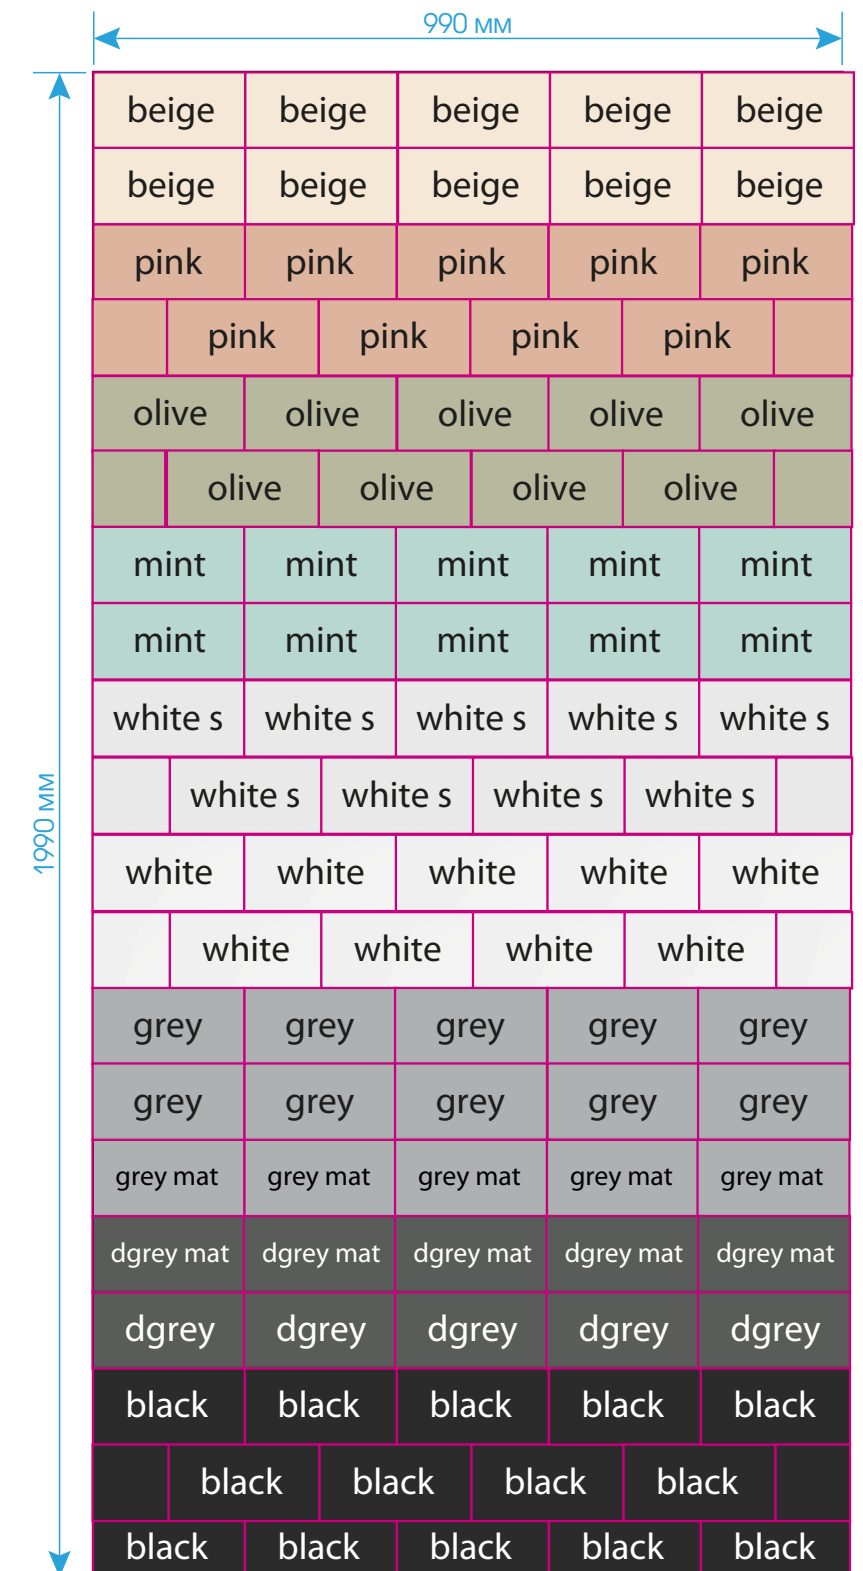 990 мм
beige beige beige beige beige
beige beige beige beige beige
pink pink pink pink pink
pink pink pink pink
olive olive olive olive olive
olive olive olive olive
mint mint mint mint mint
mint mint mint mint mint
white s white s white s white s white s
white s white s white s white s
1990 мм
white white white white white
white white white white
grey grey grey grey grey
grey grey grey grey grey
grey mat grey mat grey mat grey mat grey mat
dgrey mat dgrey mat dgrey mat dgrey mat dgrey mat
dgrey dgrey dgrey dgrey dgrey
black black black black black
black black black black
black black black black black